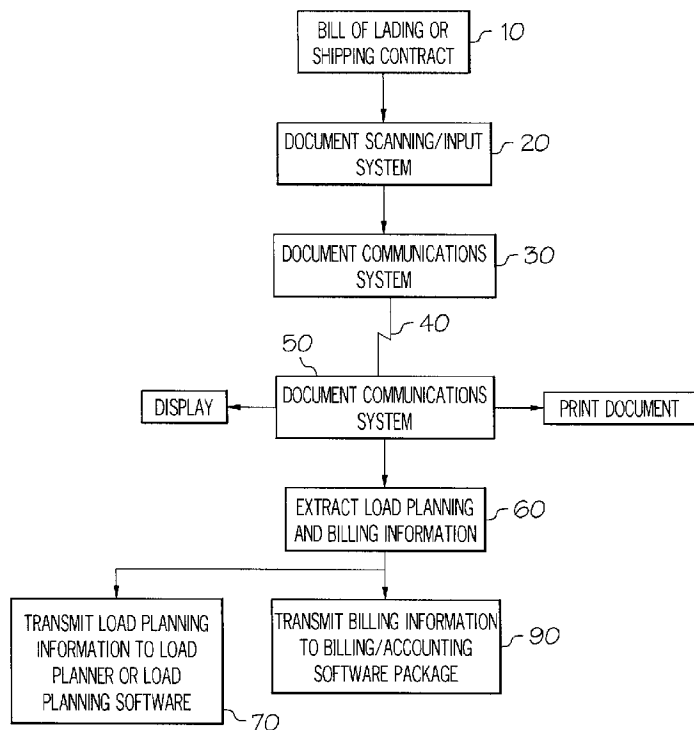 BILL OF LADING OR
SHIPPING CONTRACT
10
DOCUMENT SCANNING/INPUT
SYSTEM
20
DOCUMENT COMMUNICATIONS
SYSTEM
30
40
50
DISPLAY
DOCUMENT COMMUNICATIONS
SYSTEM
PRINT DOCUMENT
EXTRACT LOAD PLANNING
AND BILLING INFORMATION
60
TRANSMIT LOAD PLANNING
INFORMATION TO LOAD
PLANNER OR LOAD
PLANNING SOFTWARE
70
TRANSMIT BILLING INFORMATION
TO BILLING/ACCOUNTING
SOFTWARE PACKAGE
90